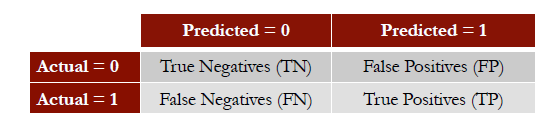 Predicted = 0 Predicted = 1
Actual = 0 True Negatives (TN) False Positives (FP)
Actual = 1 False Negatives (FN) True Positives (TP)